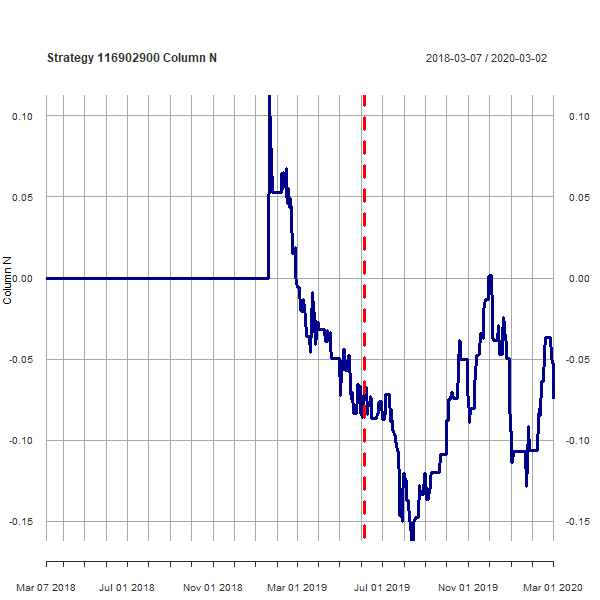 Strategy 116902900 Column N
2018-03-07 / 2020-03-02
0.10
0.10
0.05
0.05
0.00
0.00
Column N
-0.05
-0.05
-0.10
-0.10
-0.15
-0.15
Mar 07 2018
Jul 01 2018
Nov 01 2018
Mar 01 2019
Jul 01 2019
Nov 01 2019
Mar 01 2020